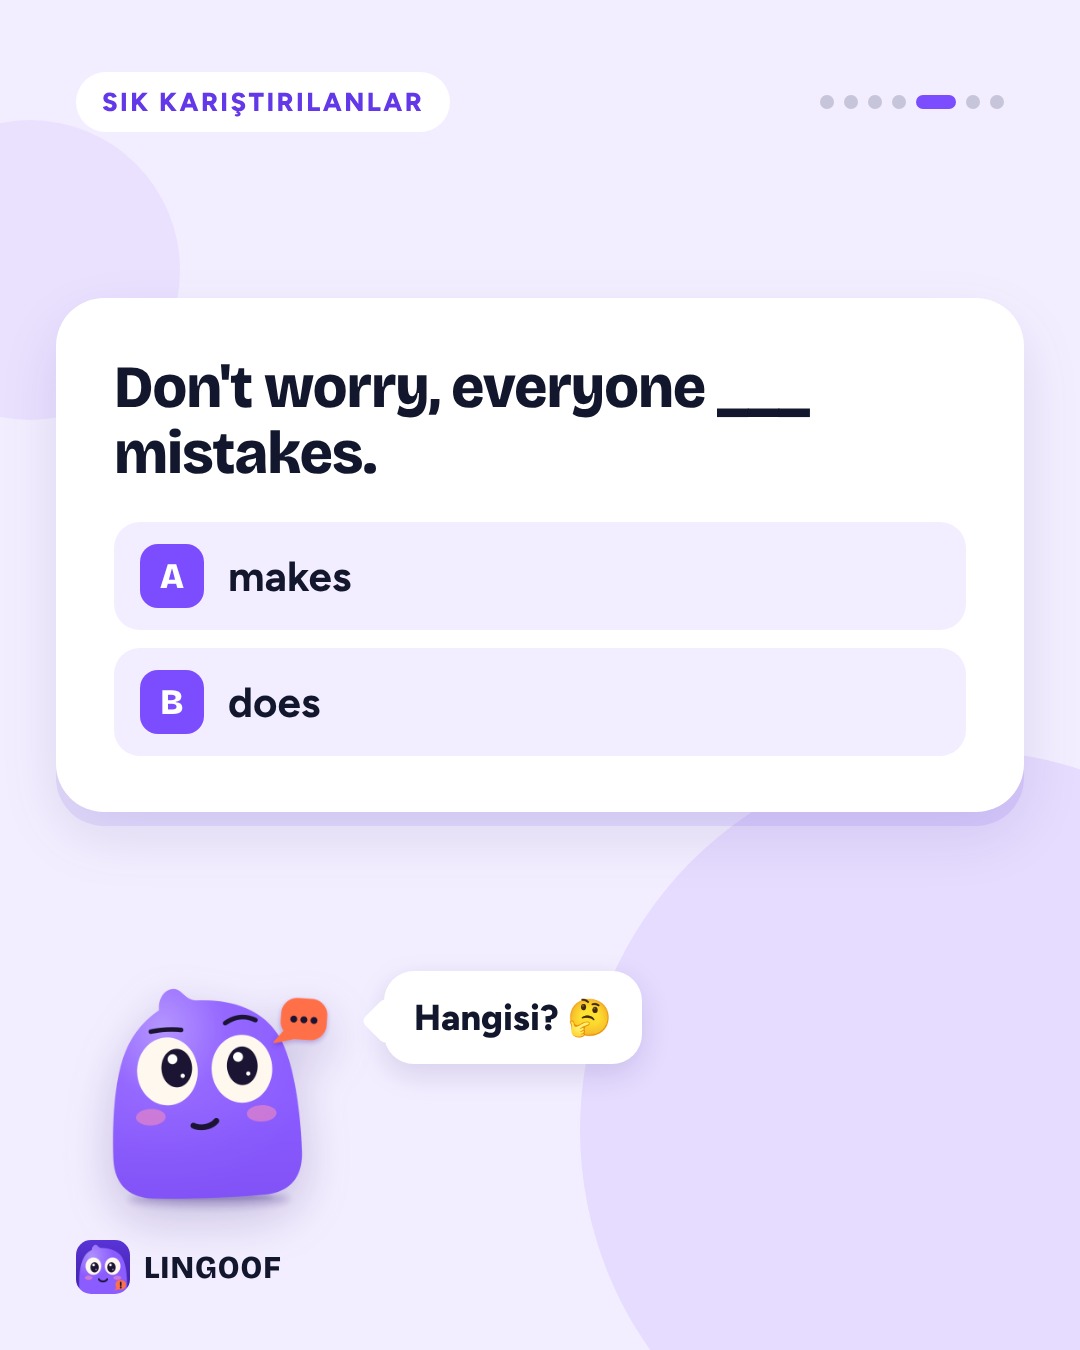 SIK KARIŞTIRILANLAR
Don't worry, everyone ___
mistakes.
A makes
B does
Hangisi? 🤔
LINGOOF